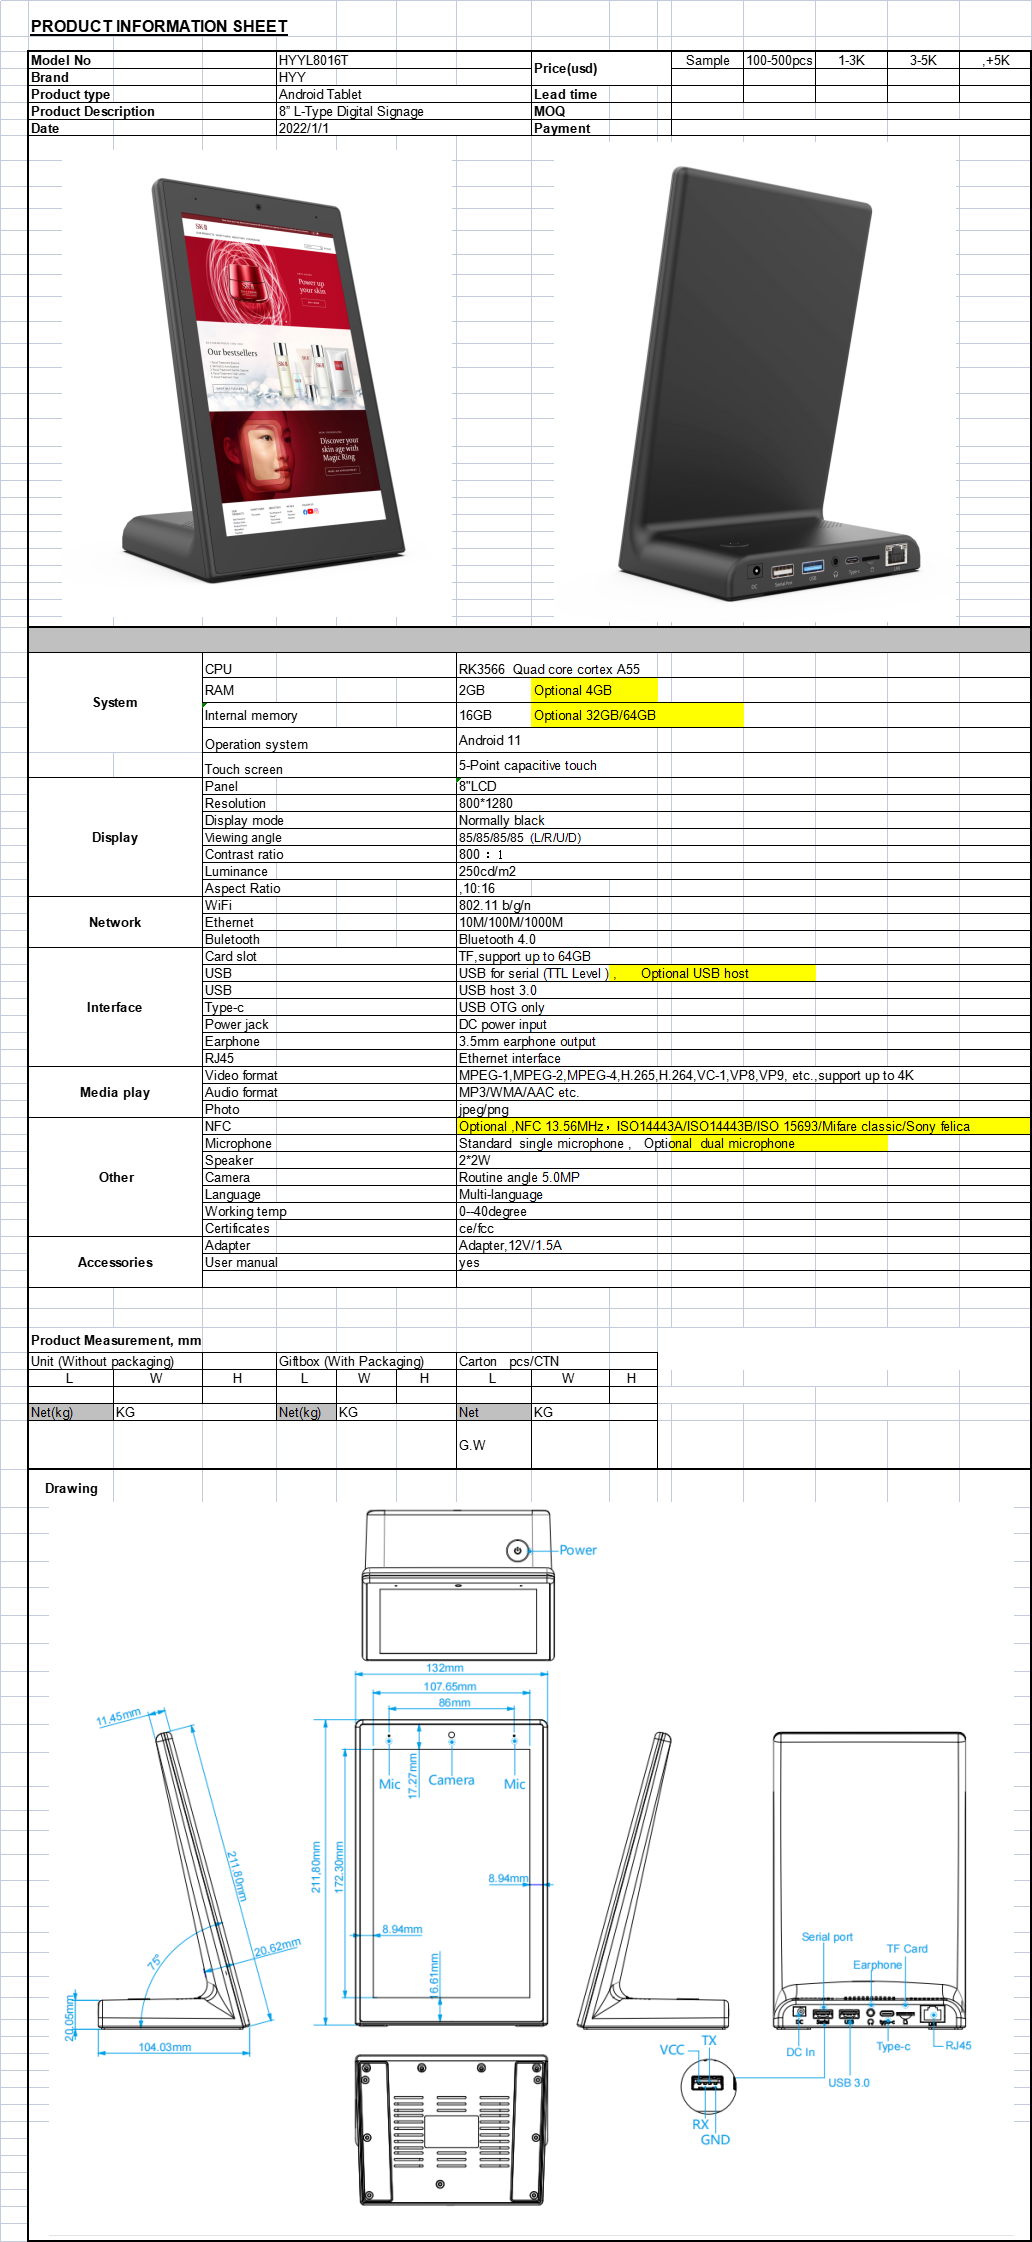 PRODUCT INFORMATION SHEET
Model No HYYL8016T Price(usd) Sample 100-500pcs 1-3K 3-5K ,+5K
Brand HYY
Product type Android Tablet Lead time
Product Description 8” L-Type Digital Signage MOQ
Date 2022/1/1 Payment
SK-II
Power up
your skin
Our bestsellers
Discover your
skin age with
Magic Ring
DC Serial Port USB Type-c
System
CPU RK3566 Quad core cortex A55
RAM 2GB Optional 4GB
Internal memory 16GB Optional 32GB/64GB
Operation system Android 11
Touch screen 5-Point capacitive touch
Display
Panel 8"LCD
Resolution 800*1280
Display mode Normally black
Viewing angle 85/85/85/85 (L/R/U/D)
Contrast ratio 800：1
Luminance 250cd/m2
Aspect Ratio ,10:16
Network
WiFi 802.11 b/g/n
Ethernet 10M/100M/1000M
Buletooth Bluetooth 4.0
Interface
Card slot TF,support up to 64GB
USB USB for serial (TTL Level ) , Optional USB host
USB USB host 3.0
Type-c USB OTG only
Power jack DC power input
Earphone 3.5mm earphone output
RJ45 Ethernet interface
Media play
Video format MPEG-1,MPEG-2,MPEG-4,H.265,H.264,VC-1,VP8,VP9, etc.,support up to 4K
Audio format MP3/WMA/AAC etc.
Photo jpeg/png
Other
NFC Optional ,NFC 13.56MHz，ISO14443A/ISO14443B/ISO 15693/Mifare classic/Sony felica
Microphone Standard single microphone , Optional dual microphone
Speaker 2*2W
Camera Routine angle 5.0MP
Language Multi-language
Working temp 0--40degree
Certificates ce/fcc
Accessories
Adapter Adapter,12V/1.5A
User manual yes
Product Measurement, mm
Unit (Without packaging) Giftbox (With Packaging) Carton pcs/CTN
L W H L W H L W H
Net(kg) KG Net(kg) KG Net KG
G.W
Drawing
Power
132mm
107.65mm
86mm
11.45mm
17.27mm
Mic Camera Mic
211.80mm
211.80mm
172.30mm
8.94mm
8.94mm
20.62mm
75°
16.61mm
20.05mm
104.03mm
Serial port
TF Card
Earphone
DC In
Type-c
RJ45
USB 3.0
TX
VCC
RX
GND